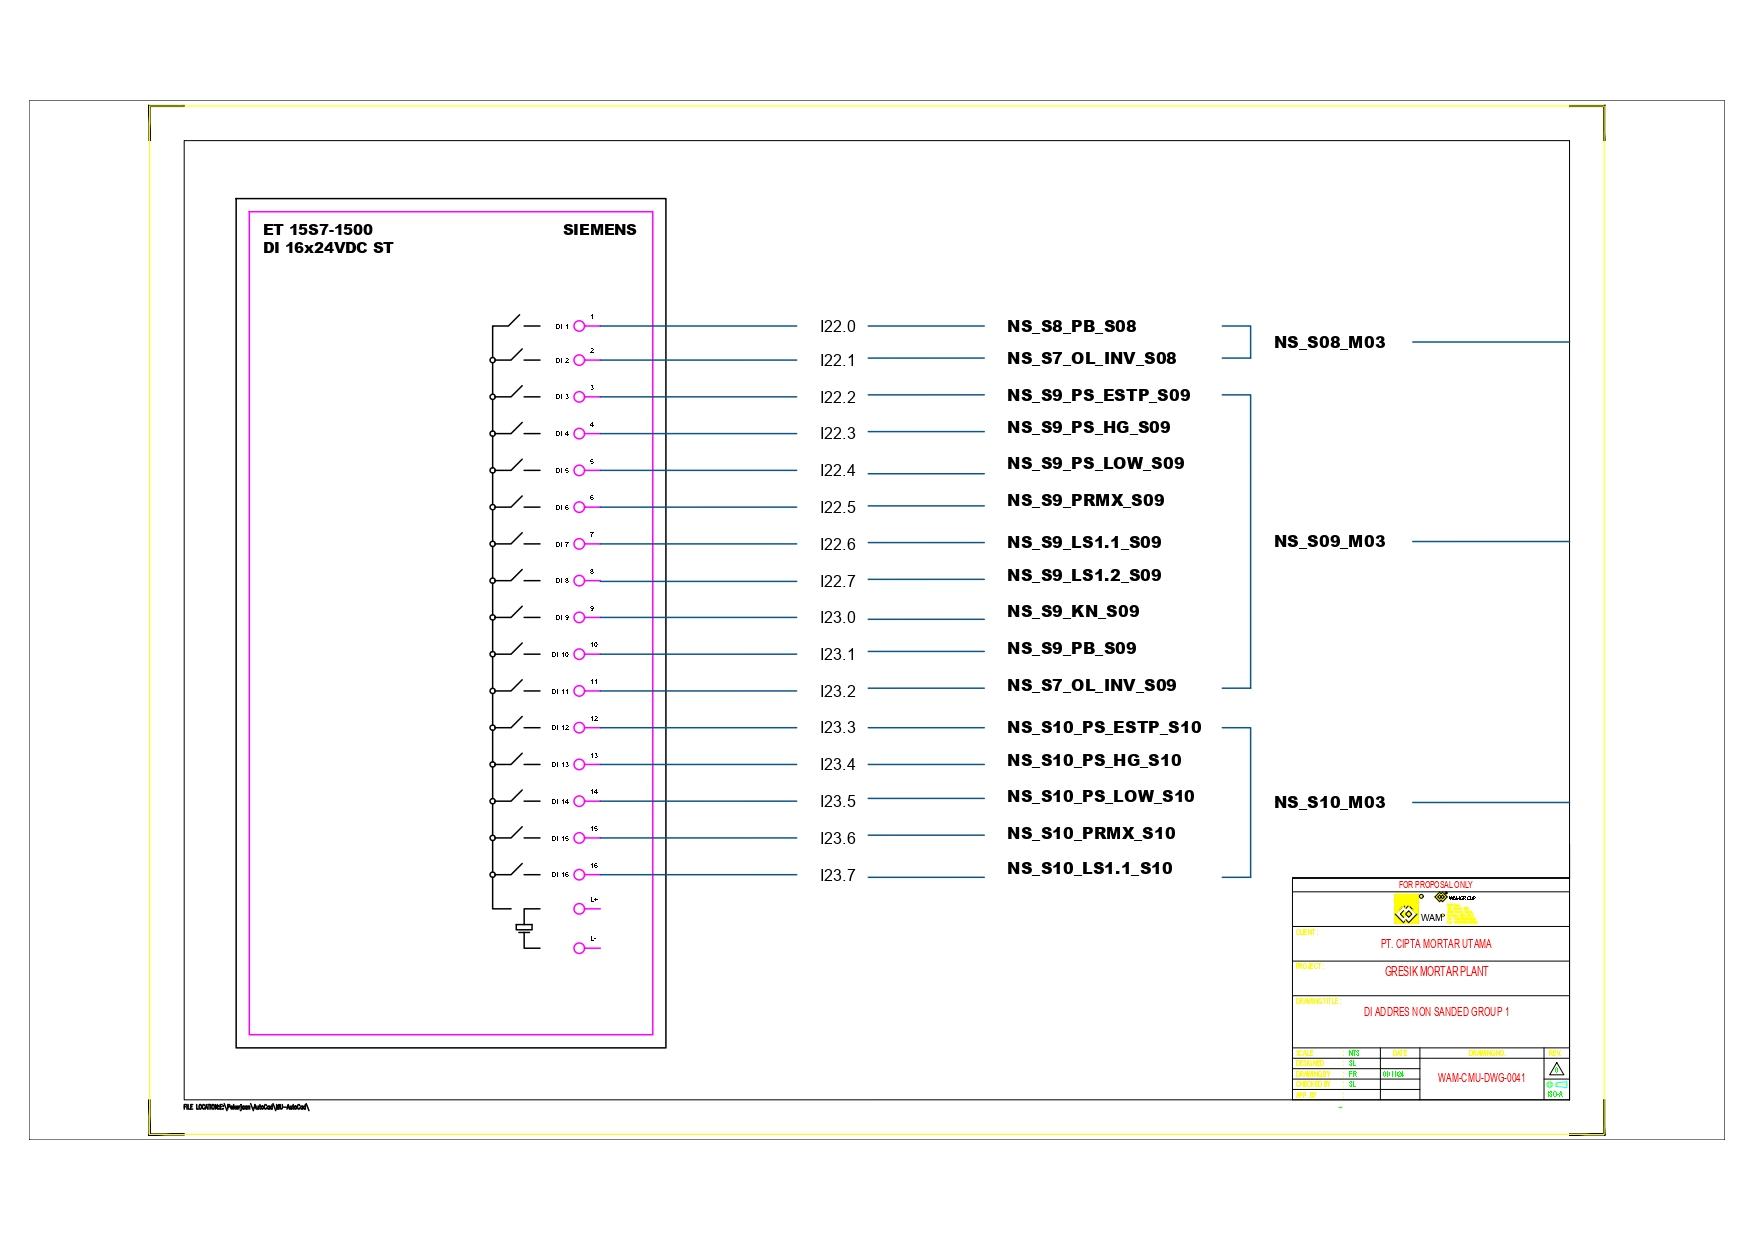 ET 15S7-1500 SIEMENS
DI 16x24VDC ST
DI 1 1 I22.0 NS_S8_PB_S08
NS_S08_M03
DI 2 2 I22.1 NS_S7_OL_INV_S08
DI 3 3 I22.2 NS_S9_PS_ESTP_S09
DI 4 4 I22.3 NS_S9_PS_HG_S09
DI 5 5 I22.4 NS_S9_PS_LOW_S09
DI 6 6 I22.5 NS_S9_PRMX_S09
DI 7 7 I22.6 NS_S9_LS1.1_S09 NS_S09_M03
DI 8 8 I22.7 NS_S9_LS1.2_S09
DI 9 9 I23.0 NS_S9_KN_S09
DI 10 10 I23.1 NS_S9_PB_S09
DI 11 11 I23.2 NS_S7_OL_INV_S09
DI 12 12 I23.3 NS_S10_PS_ESTP_S10
DI 13 13 I23.4 NS_S10_PS_HG_S10
DI 14 14 I23.5 NS_S10_PS_LOW_S10 NS_S10_M03
DI 15 15 I23.6 NS_S10_PRMX_S10
DI 16 16 I23.7 NS_S10_LS1.1_S10
L+
L-
FOR PROPOSAL ONLY
WAM
CLIENT :
PT. CIPTA MORTAR UTAMA
PROJECT :
GRESIK MORTAR PLANT
DRAWING TITLE :
DI ADDRES NON SANDED GROUP 1
SCALE : NTS DATE DRAWING NO. REV.
DESIGNED : SL
DRAWING BY : FR WAM-CMU-DWG-0041
CHECKED BY : SL
APP. BY :
ISO-A